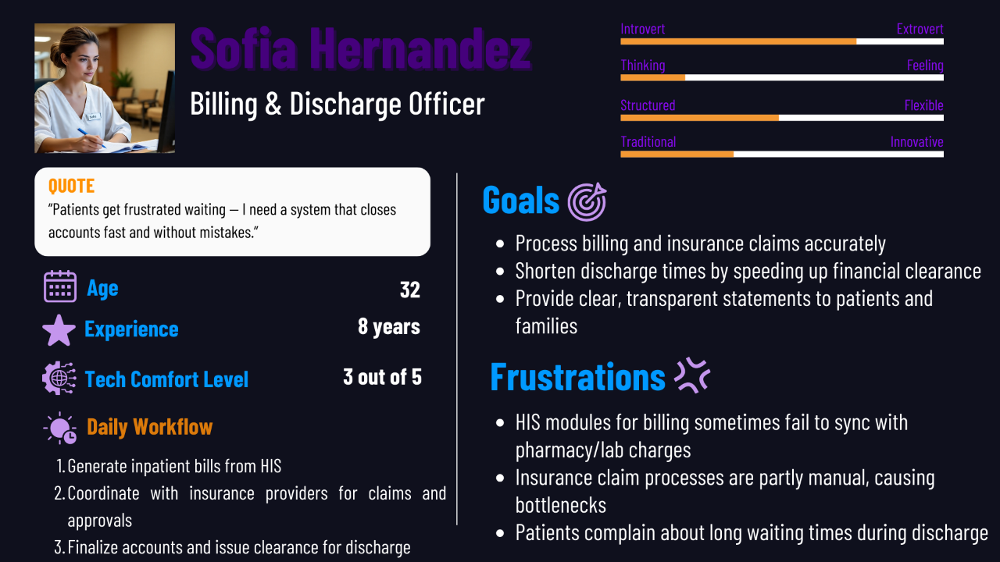 Sofia Hernandez
Billing & Discharge Officer
Introvert Extrovert
Thinking Feeling
Structured Flexible
Traditional Innovative
QUOTE
“Patients get frustrated waiting — I need a system that closes
accounts fast and without mistakes.”
Age 32
Experience 8 years
Tech Comfort Level 3 out of 5
Daily Workflow
1. Generate inpatient bills from HIS
2. Coordinate with insurance providers for claims and
approvals
3. Finalize accounts and issue clearance for discharge
Goals
• Process billing and insurance claims accurately
• Shorten discharge times by speeding up financial clearance
• Provide clear, transparent statements to patients and
families
Frustrations
• HIS modules for billing sometimes fail to sync with
pharmacy/lab charges
• Insurance claim processes are partly manual, causing
bottlenecks
• Patients complain about long waiting times during discharge